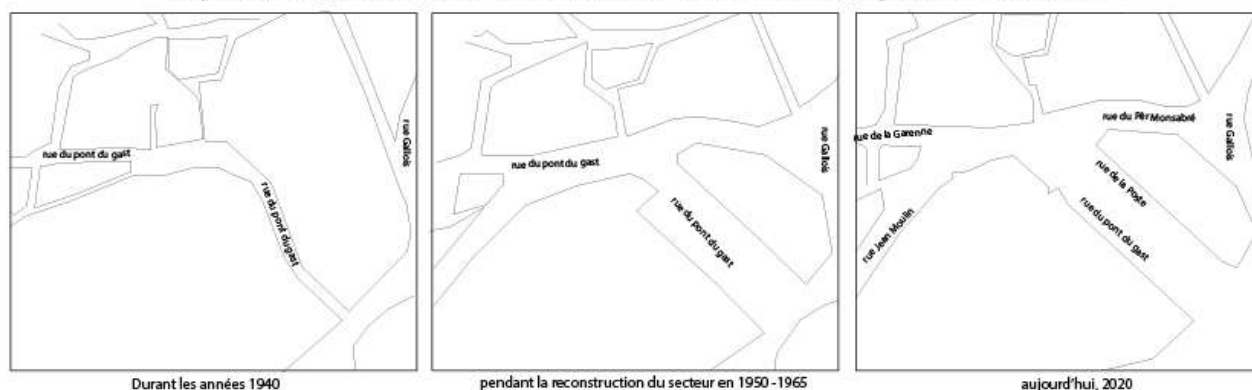 rue du pont du gast
rue du pont du gast
rue Gallois
Durant les années 1940
rue du pont du gast
rue du pont du gast
rue Gallois
pendant la reconstruction du secteur en 1950 -1965
rue de la Garenne
rue du Pèr Monsabré
rue Gallois
rue de la Poste
rue du pont du gast
rue Jean Moulin
aujourd'hui, 2020